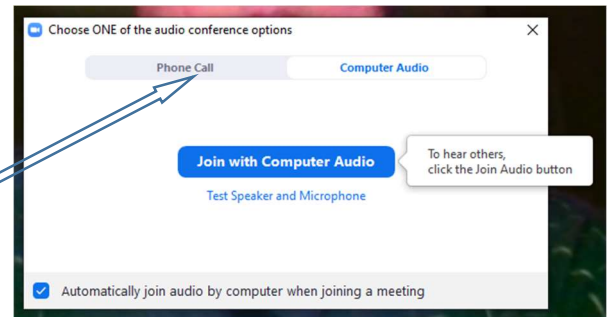 Choose ONE of the audio conference options
Phone Call
Computer Audio
Join with Computer Audio
To hear others,
click the Join Audio button
Test Speaker and Microphone
Automatically join audio by computer when joining a meeting